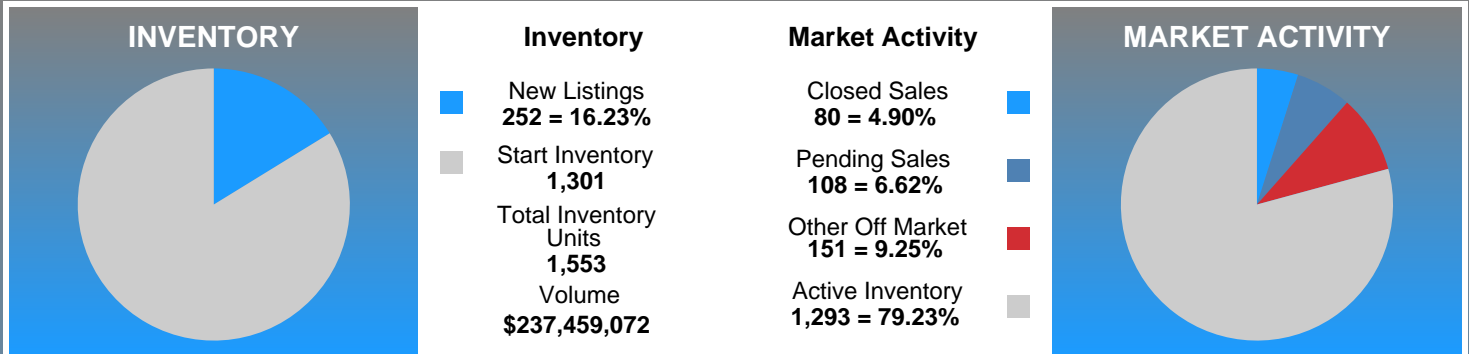 INVENTORY
Inventory
New Listings
252 = 16.23%
Start Inventory
1,301
Total Inventory
Units
1,553
Volume
$237,459,072
Market Activity
Closed Sales
80 = 4.90%
Pending Sales
108 = 6.62%
Other Off Market
151 = 9.25%
Active Inventory
1,293 = 79.23%
MARKET ACTIVITY